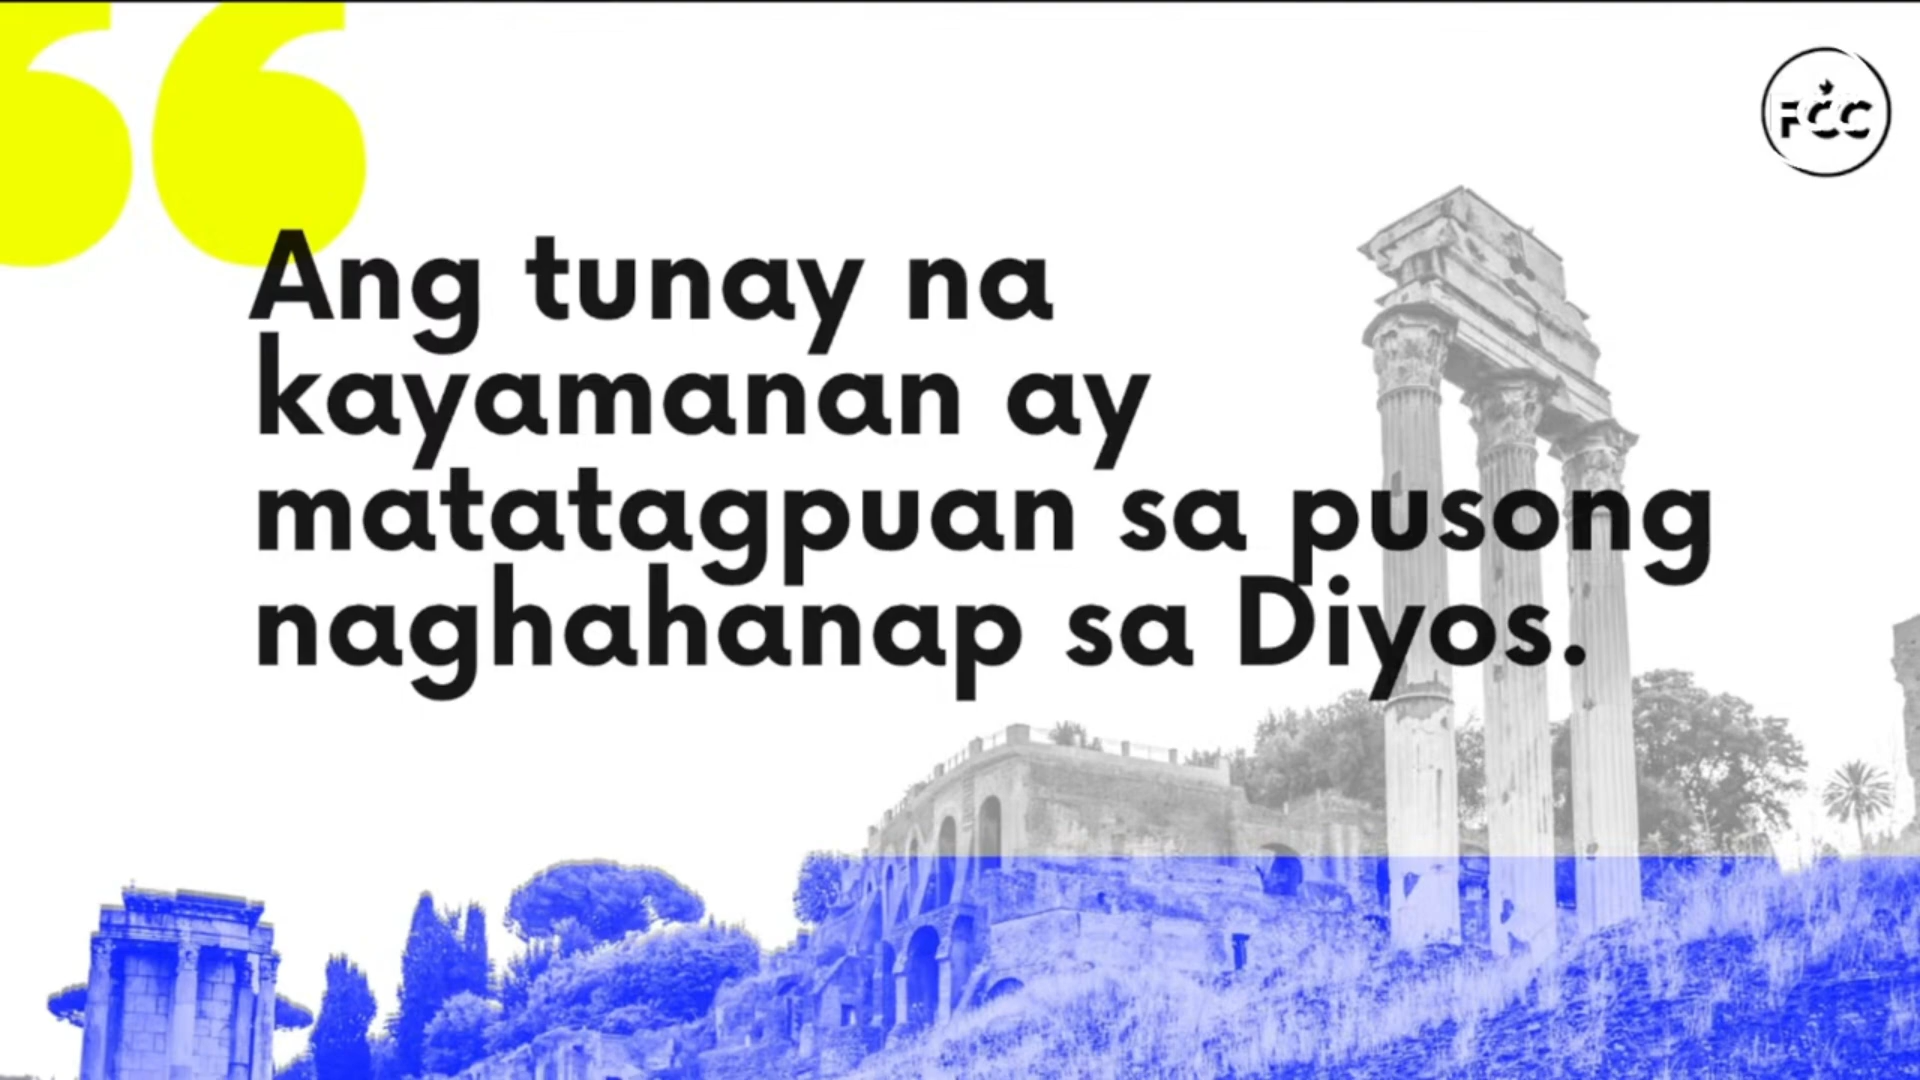 FCC
Ang tunay na
kayamanan ay
matatagpuan sa pusong
naghahanap sa Diyos.